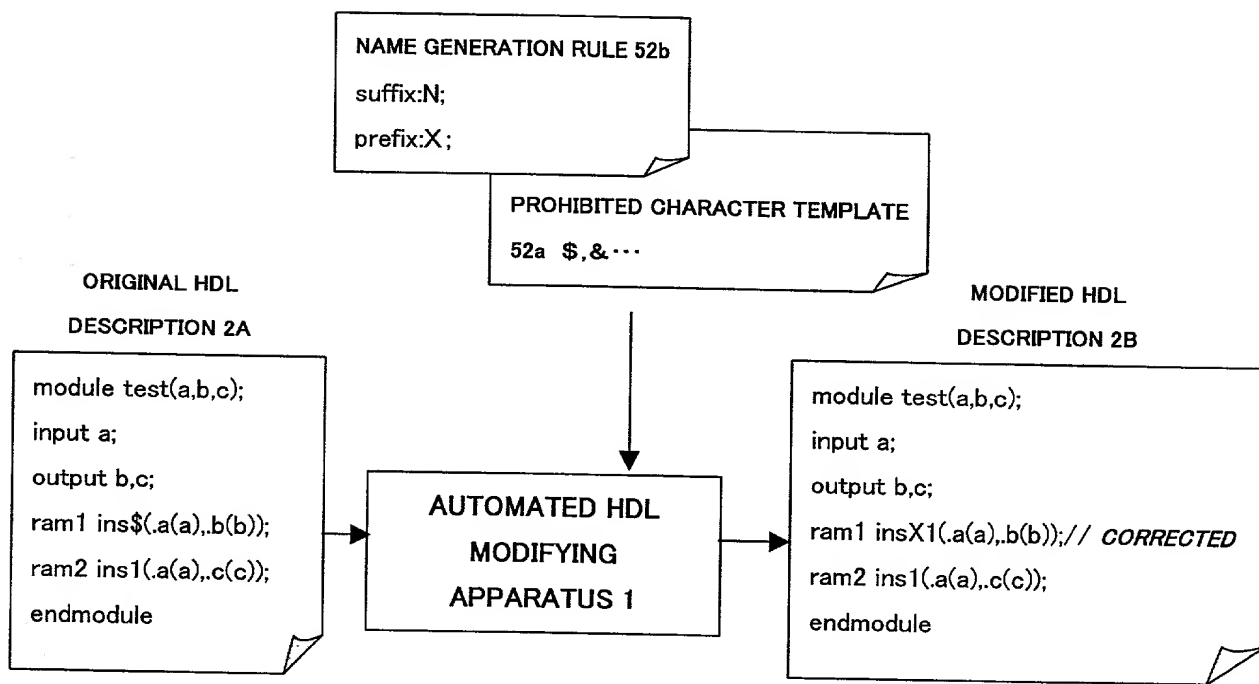 NAME GENERATION RULE 52b
suffix:N;
prefix:X;
PROHIBITED CHARACTER TEMPLATE
52a $,&···
ORIGINAL HDL
DESCRIPTION 2A
module test(a,b,c);
input a;
output b,c;
ram1 ins$(.a(a),.b(b));
ram2 ins1(.a(a),.c(c));
endmodule
AUTOMATED HDL
MODIFYING
APPARATUS 1
MODIFIED HDL
DESCRIPTION 2B
module test(a,b,c);
input a;
output b,c;
ram1 insX1(.a(a),.b(b));// CORRECTED
ram2 ins1(.a(a),.c(c));
endmodule